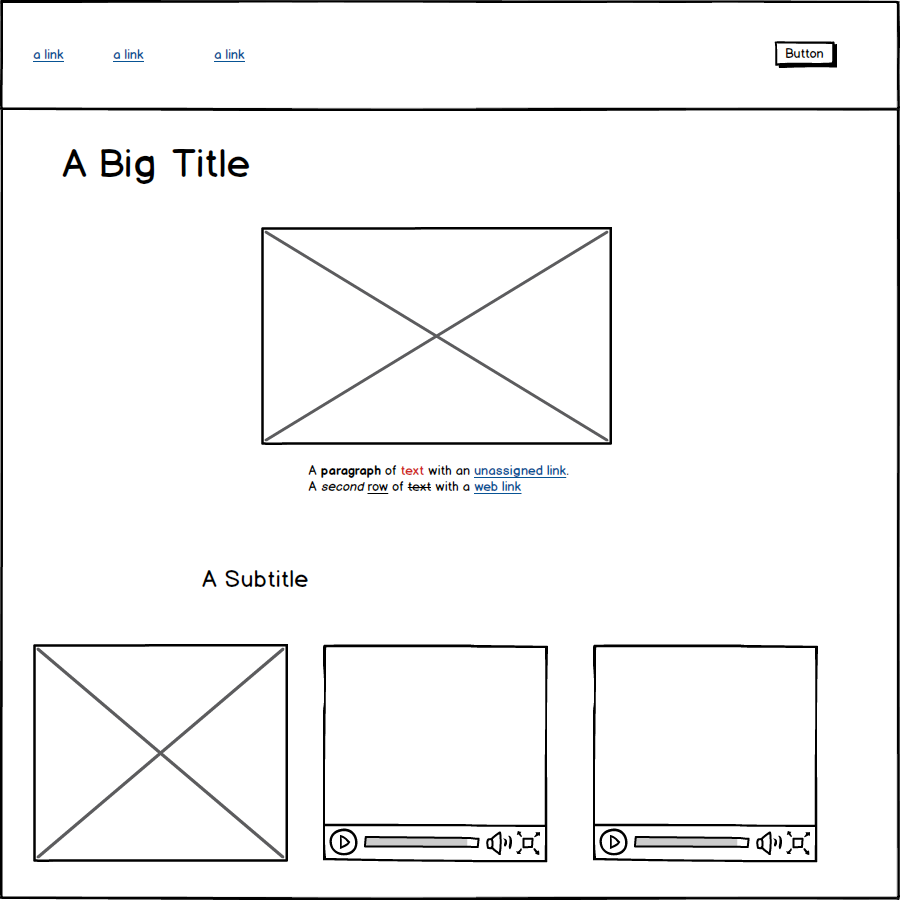 a link a link a link Button
A Big Title
A paragraph of text with an unassigned link.
A second row of text with a web link
A Subtitle